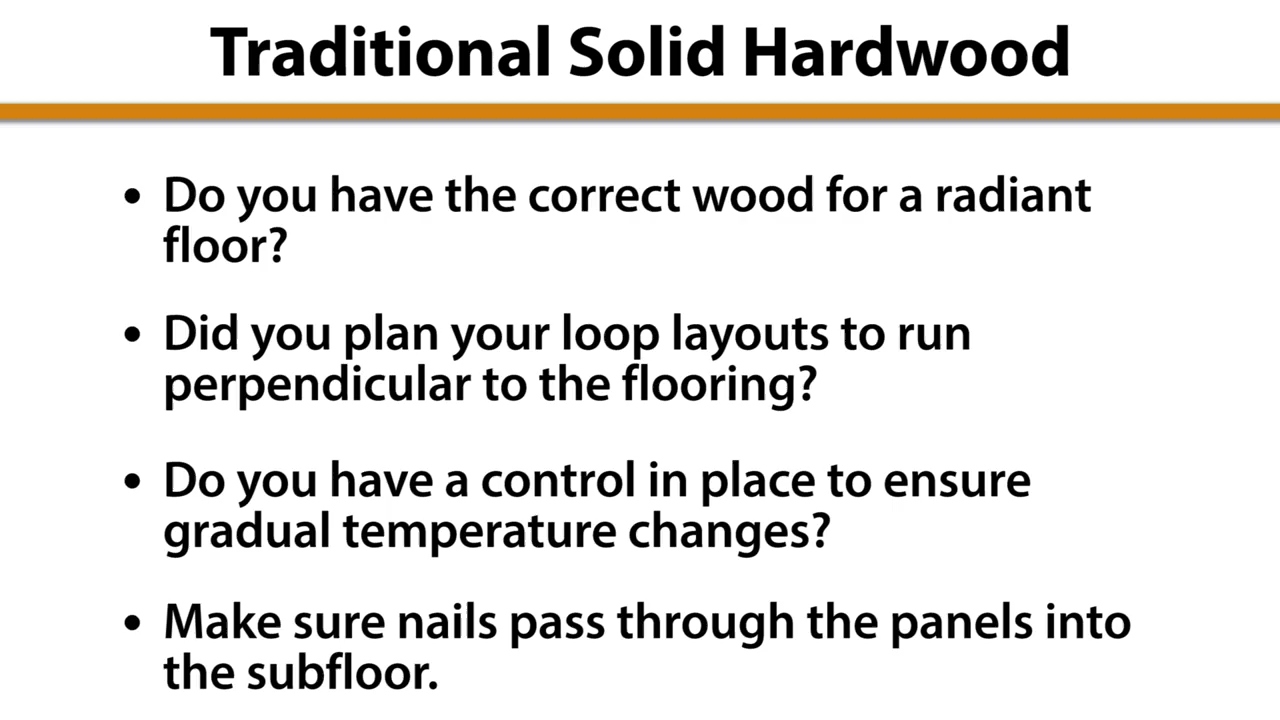 Traditional Solid Hardwood
• Do you have the correct wood for a radiant
floor?
• Did you plan your loop layouts to run
perpendicular to the flooring?
• Do you have a control in place to ensure
gradual temperature changes?
• Make sure nails pass through the panels into
the subfloor.